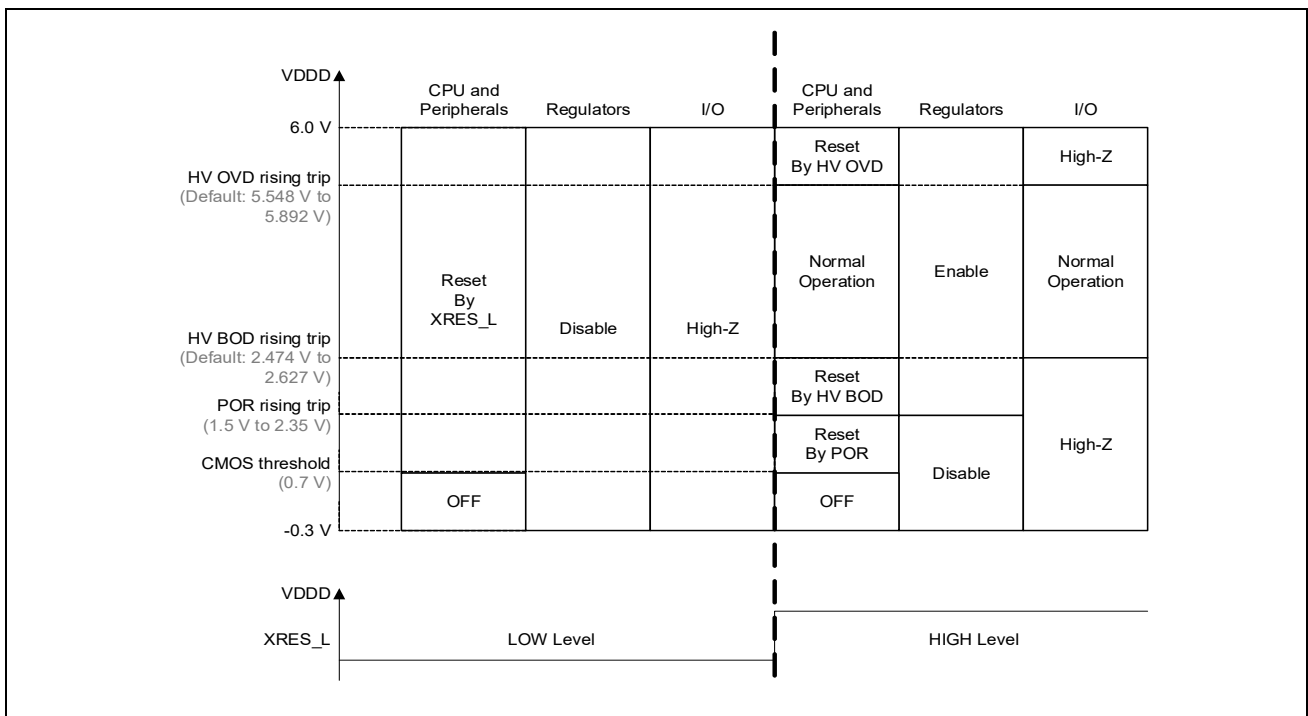 VDDD
CPU and
Peripherals
Regulators
I/O
CPU and
Peripherals
Regulators
I/O
6.0 V
Reset
By HV OVD
High-Z
HV OVD rising trip
(Default: 5.548 V to
5.892 V)
Reset
By
XRES_L
Disable
High-Z
Normal
Operation
Enable
Normal
Operation
HV BOD rising trip
(Default: 2.474 V to
2.627 V)
Reset
By HV BOD
POR rising trip
(1.5 V to 2.35 V)
Reset
By POR
High-Z
CMOS threshold
(0.7 V)
Disable
OFF
OFF
-0.3 V
VDDD
XRES_L
LOW Level
HIGH Level